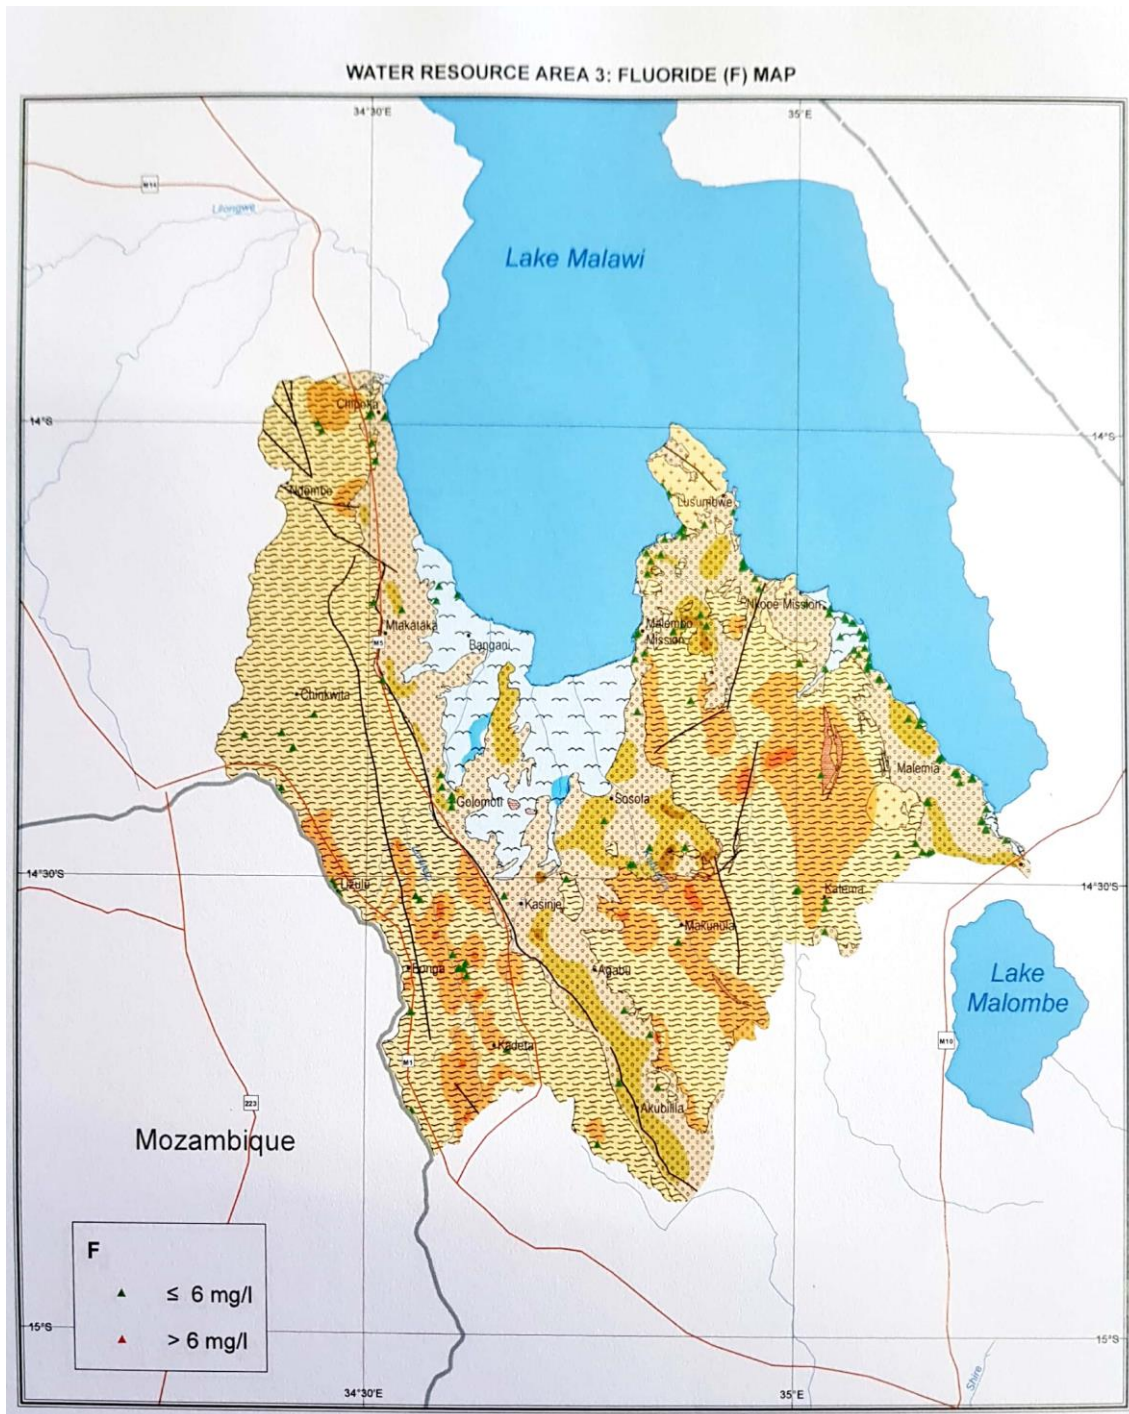 WATER RESOURCE AREA 3: FLUORIDE (F) MAP
34°30'E
35°E
M14
Lilongwe
Lake Malawi
Chipoka
14°S
14°S
Ndembo
Lusumbwe
Nkope Mission
Mtakataka
Malembo
Mission
M5
Bangani
Chinkwita
Malemia
Golomoti
Sosola
14°30'S
14°30'S
Lizulu
Katema
Kasinje
Makunula
Bonga
Agabu
Lake
Malombe
Kadeta
M1
M10
223
Akubilila
Mozambique
F
≤ 6 mg/l
> 6 mg/l
15°S
15°S
Shire
34°30'E
35°E